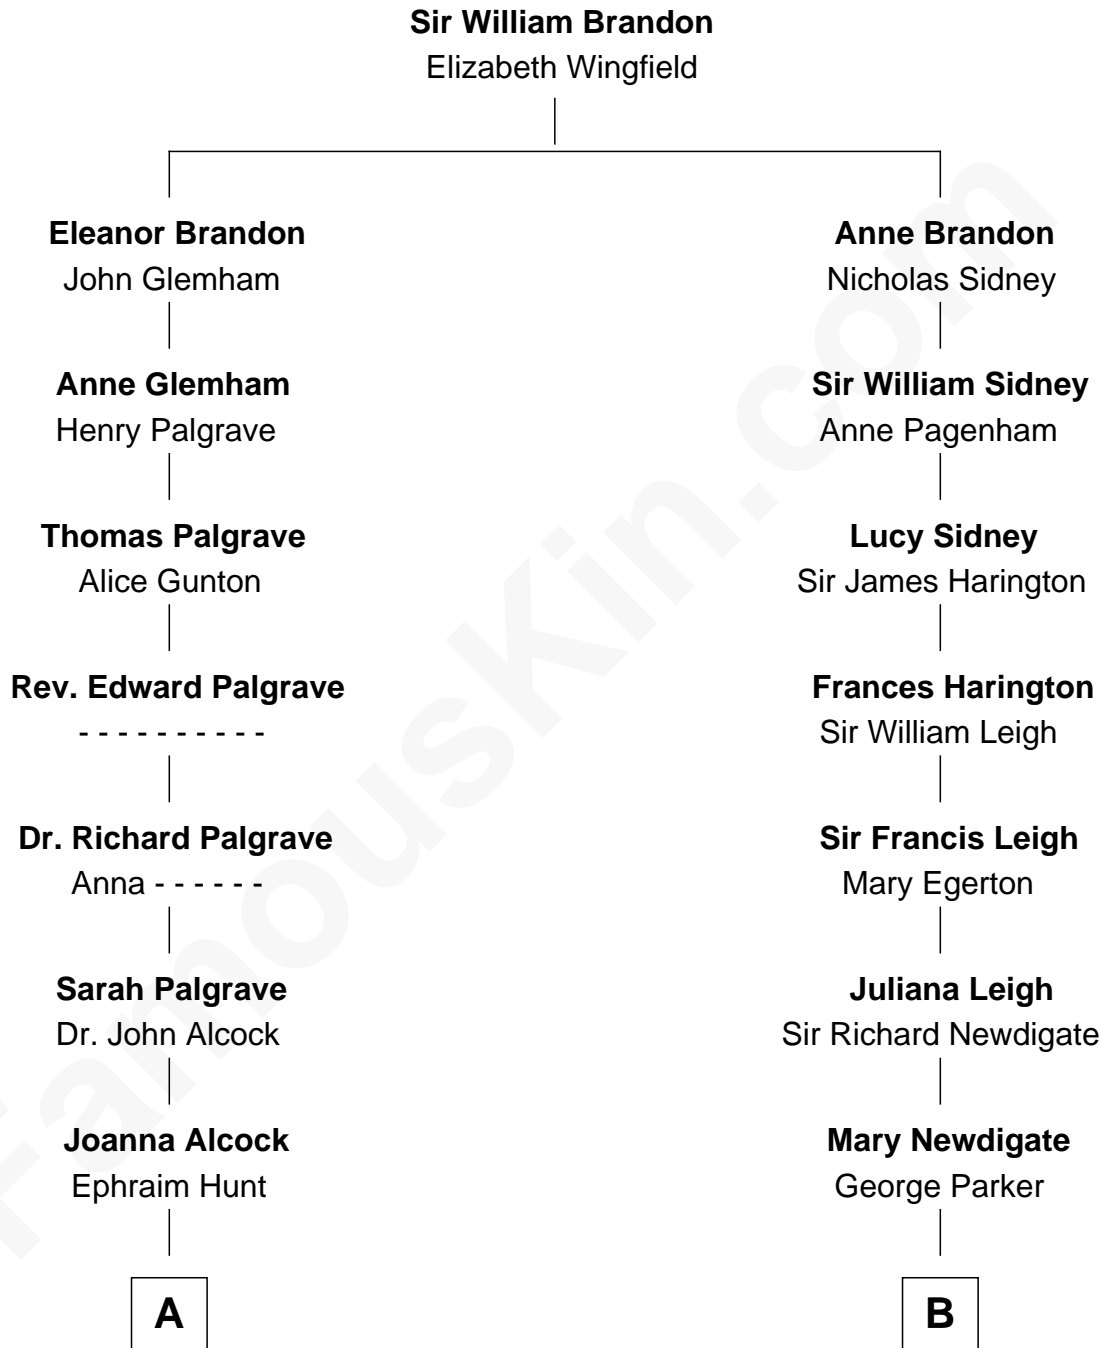 Sir William Brandon
Elizabeth Wingfield
Eleanor Brandon
John Glemham
Anne Glemham
Henry Palgrave
Thomas Palgrave
Alice Gunton
Rev. Edward Palgrave
- - - - - - - - - -
Dr. Richard Palgrave
Anna - - - - - -
Sarah Palgrave
Dr. John Alcock
Joanna Alcock
Ephraim Hunt
A
Anne Brandon
Nicholas Sidney
Sir William Sidney
Anne Pagenham
Lucy Sidney
Sir James Harington
Frances Harington
Sir William Leigh
Sir Francis Leigh
Mary Egerton
Juliana Leigh
Sir Richard Newdigate
Mary Newdigate
George Parker
B
FamousKin.com